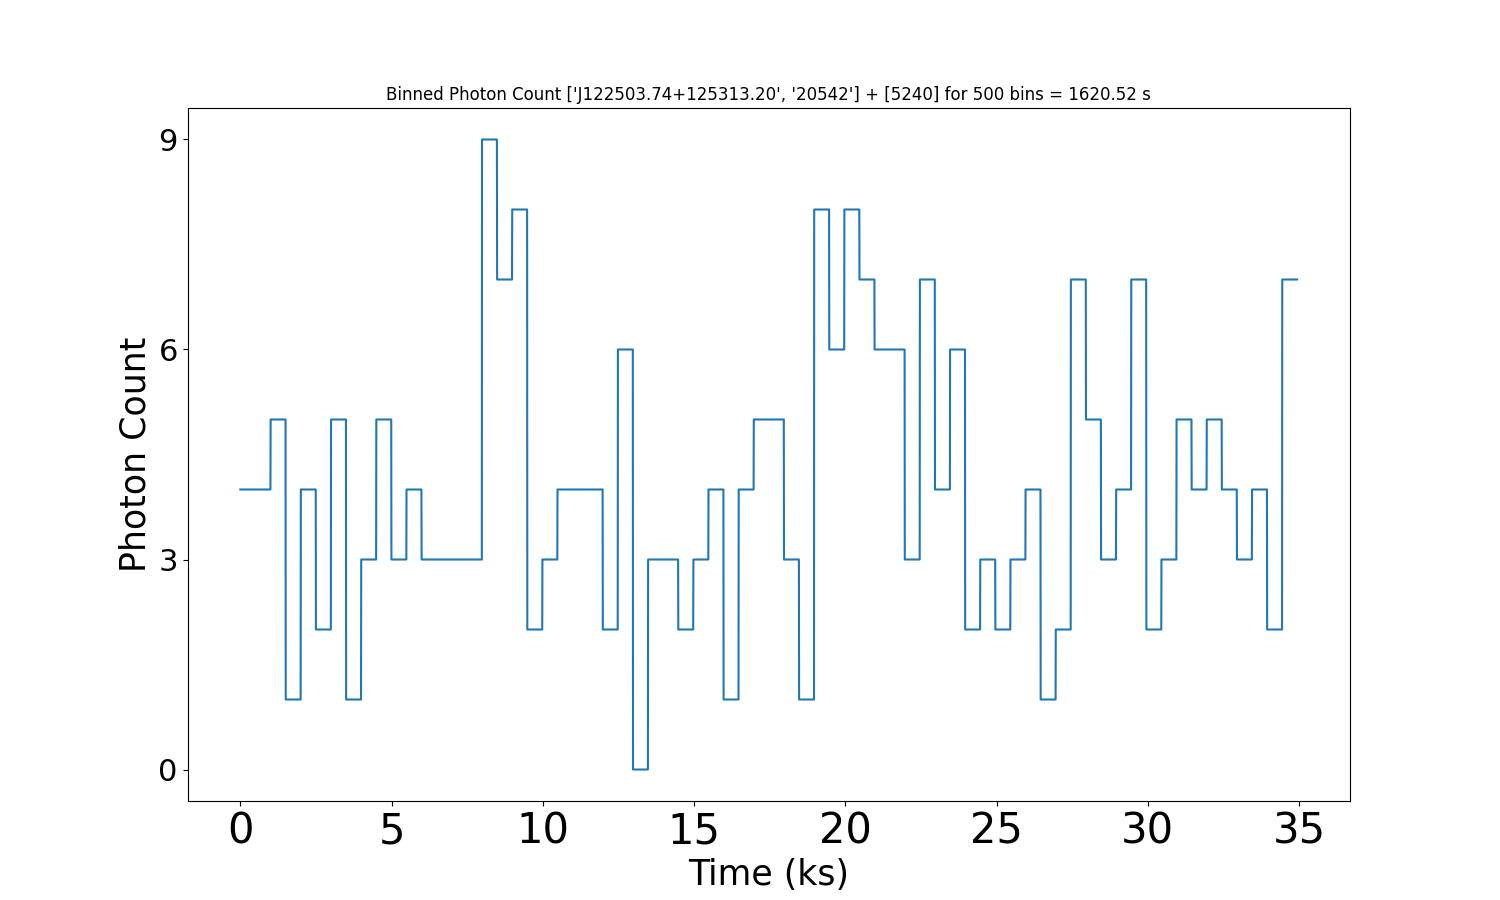 Binned Photon Count ['J122503.74+125313.20', '20542'] + [5240] for 500 bins = 1620.52 s
9
6
3
0
Photon Count
0 5 10 15 20 25 30 35
Time (ks)